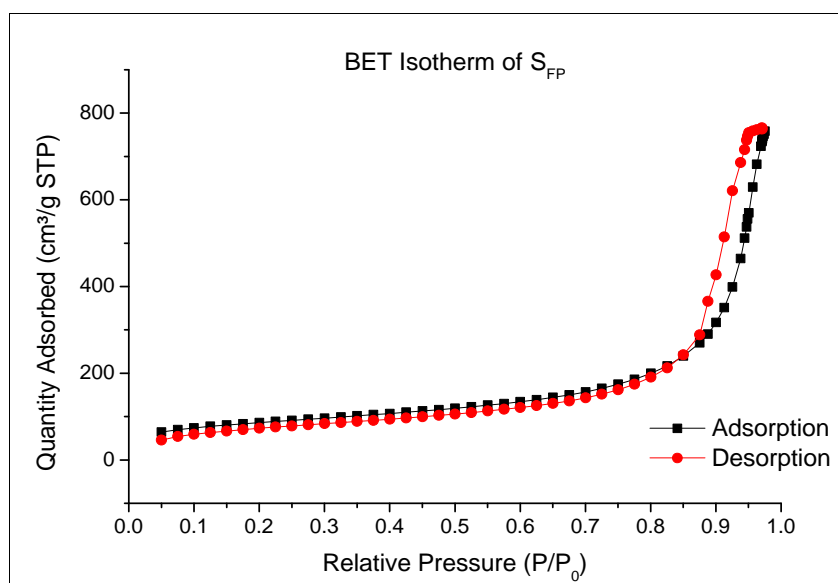 BET Isotherm of S_FP
Quantity Adsorbed (cm³/g STP)
800
600
400
200
0
Adsorption
Desorption
0.0 0.1 0.2 0.3 0.4 0.5 0.6 0.7 0.8 0.9 1.0
Relative Pressure (P/P₀)